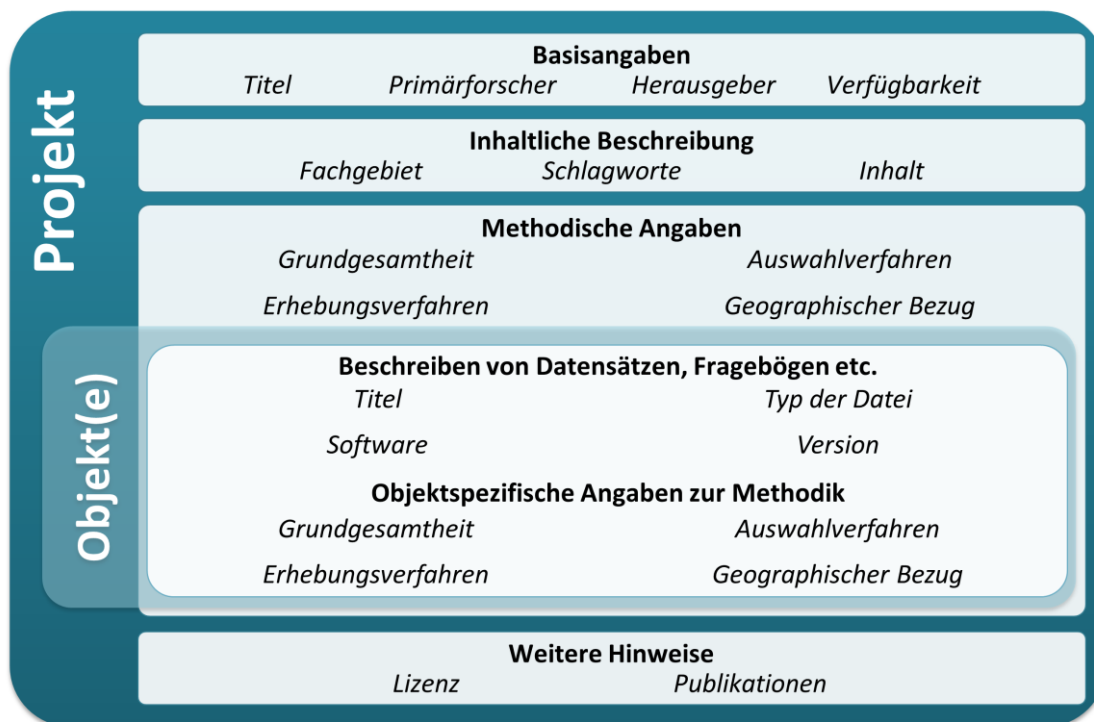 Projekt
Basisangaben
Titel Primärforscher Herausgeber Verfügbarkeit
Inhaltliche Beschreibung
Fachgebiet Schlagworte Inhalt
Methodische Angaben
Grundgesamtheit Auswahlverfahren
Erhebungsverfahren Geographischer Bezug
Objekt(e)
Beschreiben von Datensätzen, Fragebögen etc.
Titel Typ der Datei
Software Version
Objektspezifische Angaben zur Methodik
Grundgesamtheit Auswahlverfahren
Erhebungsverfahren Geographischer Bezug
Weitere Hinweise
Lizenz Publikationen